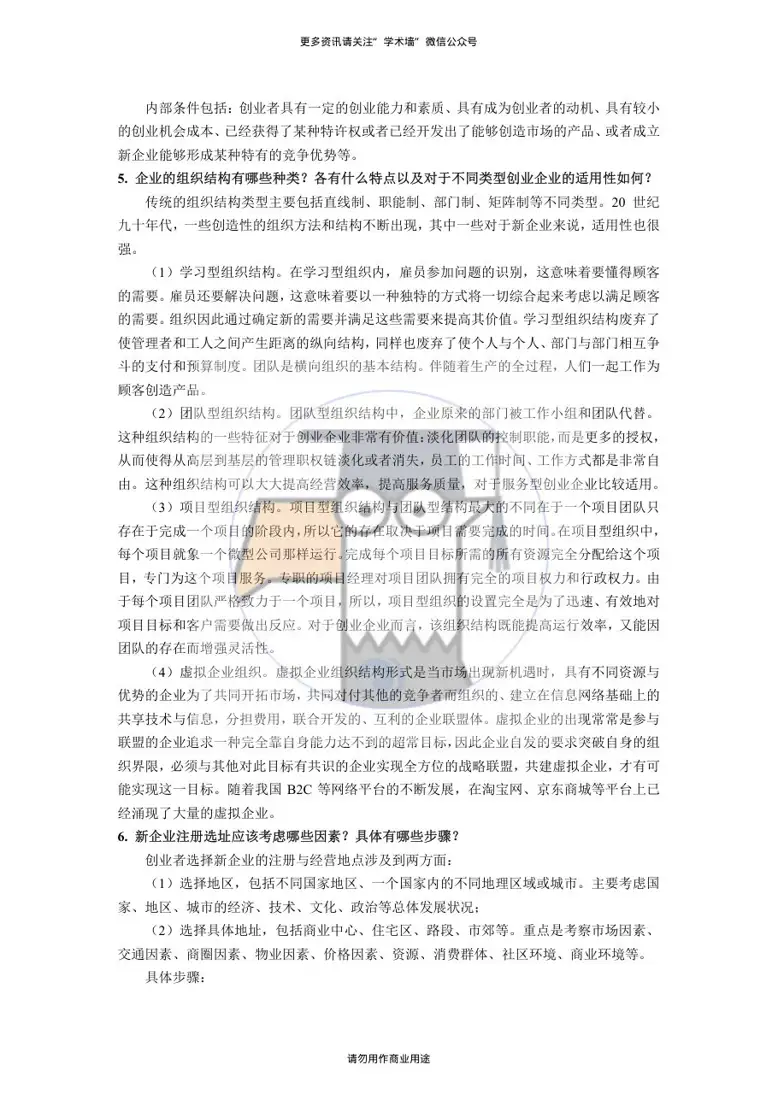 更多资讯请关注“学术墙”微信公众号
内部条件包括：创业者具有一定的创业能力和素质、具有成为创业者的动机、具有较小
的创业机会成本、已经获得了某种特许权或者已经开发出了能够创造市场的产品、或者成立
新企业能够形成某种特有的竞争优势等。
5. 企业的组织结构有哪些种类？各有什么特点以及对于不同类型创业企业的适用性如何？
传统的组织结构类型主要包括直线制、职能制、部门制、矩阵制等不同类型。20 世纪
九十年代，一些创造性的组织方法和结构不断出现，其中一些对于新企业来说，适用性也很
强。
（1）学习型组织结构。在学习型组织内，雇员参加问题的识别，这意味着要懂得顾客
的需要。雇员还要解决问题，这意味着要以一种独特的方式将一切综合起来考虑以满足顾客
的需要。组织因此通过确定新的需要并满足这些需要来提高其价值。学习型组织结构废弃了
使管理者和工人之间产生距离的纵向结构，同样也废弃了使个人与个人、部门与部门相互争
斗的支付和预算制度。团队是横向组织的基本结构。伴随着生产的全过程，人们一起工作为
顾客创造产品。
（2）团队型组织结构。团队型组织结构中，企业原来的部门被工作小组和团队代替。
这种组织结构的一些特征对于创业企业非常有价值：淡化团队的控制职能，而是更多的授权，
从而使得从高层到基层的管理职权链淡化或者消失，员工的工作时间、工作方式都是非常自
由。这种组织结构可以大大提高经营效率，提高服务质量，对于服务型创业企业比较适用。
（3）项目型组织结构。项目型组织结构与团队型结构最大的不同在于一个项目团队只
存在于完成一个项目的阶段内，所以它的存在取决于项目需要完成的时间。在项目型组织中，
每个项目就象一个微型公司那样运行。完成每个项目目标所需的所有资源完全分配给这个项
目，专门为这个项目服务。专职的项目经理对项目团队拥有完全的项目权力和行政权力。由
于每个项目团队严格致力于一个项目，所以，项目型组织的设置完全是为了迅速、有效地对
项目目标和客户需要做出反应。对于创业企业而言，该组织结构既能提高运行效率，又能因
团队的存在而增强灵活性。
（4）虚拟企业组织。虚拟企业组织结构形式是当市场出现新机遇时，具有不同资源与
优势的企业为了共同开拓市场，共同对付其他的竞争者而组织的、建立在信息网络基础上的
共享技术与信息，分担费用，联合开发的、互利的企业联盟体。虚拟企业的出现常常是参与
联盟的企业追求一种完全靠自身能力达不到的超常目标，因此企业自发的要求突破自身的组
织界限，必须与其他对此目标有共识的企业实现全方位的战略联盟，共建虚拟企业，才有可
能实现这一目标。随着我国 B2C 等网络平台的不断发展，在淘宝网、京东商城等平台上已
经涌现了大量的虚拟企业。
6. 新企业注册选址应该考虑哪些因素？具体有哪些步骤？
创业者选择新企业的注册与经营地点涉及到两方面：
（1）选择地区，包括不同国家地区、一个国家内的不同地理区域或城市。主要考虑国
家、地区、城市的经济、技术、文化、政治等总体发展状况；
（2）选择具体地址，包括商业中心、住宅区、路段、市郊等。重点是考察市场因素、
交通因素、商圈因素、物业因素、价格因素、资源、消费群体、社区环境、商业环境等。
具体步骤：
请勿用作商业用途